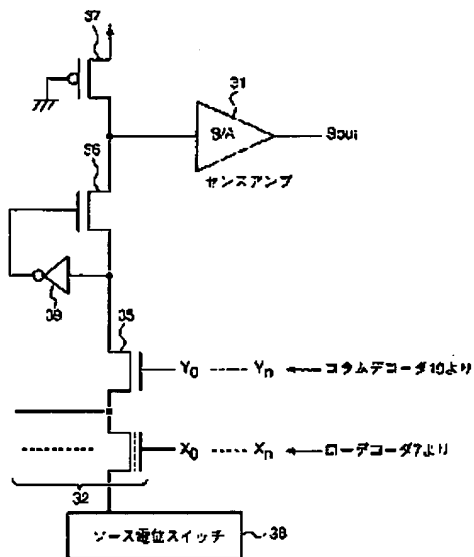 37
31
S/A
Sout
センスアンプ
36
39
35
Y0 Yn コラムデコーダ10より
X0 Xn ローデコーダ7より
32
ソース電位スイッチ
38